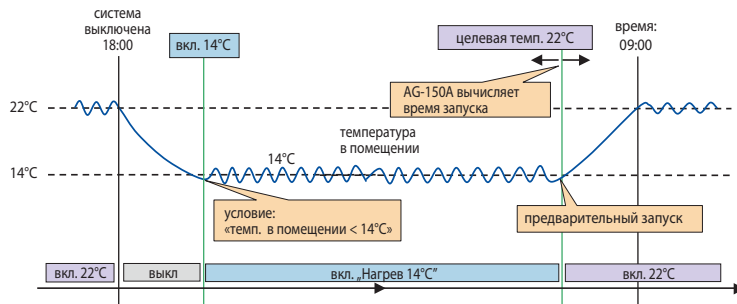 система
выключена
18:00
вкл. 14°C
целевая темп. 22°C
время:
09:00
AG-150A вычисляет
время запуска
22°C
температура
в помещении
14°C
14°C
условие:
«темп. в помещении < 14°C»
предварительный запуск
вкл. 22°C
выкл
вкл. „Нагрев 14°C"
вкл. 22°C